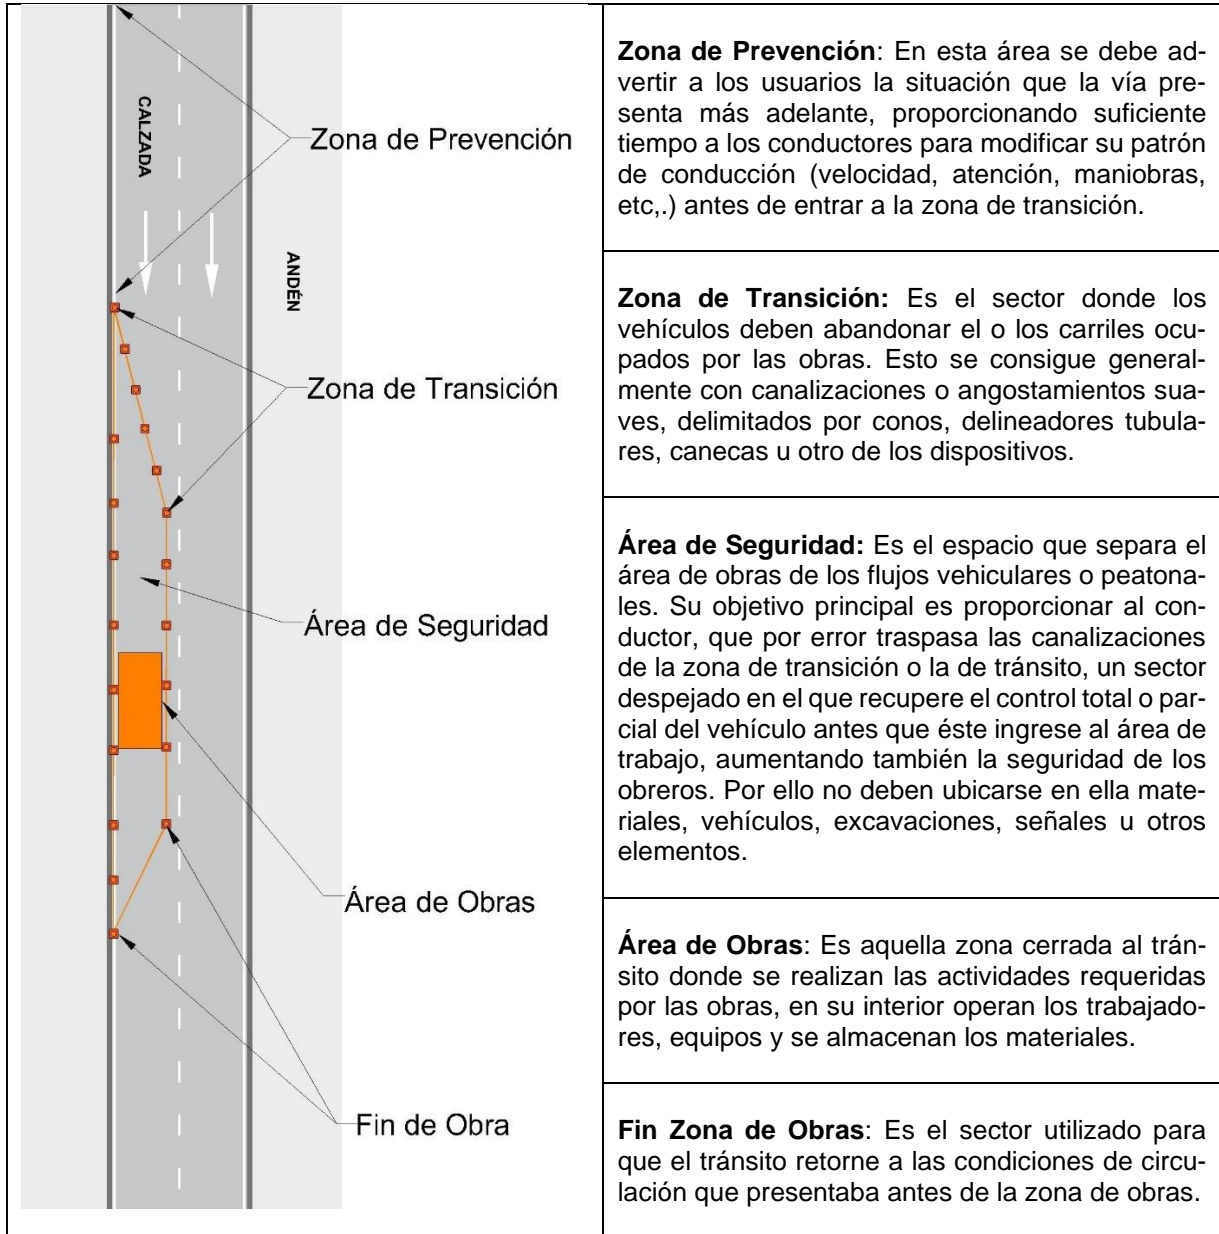 CALZADA
Zona de Prevención
ANDÉN
Zona de Transición
Área de Seguridad
Área de Obras
Fin de Obra
Zona de Prevención: En esta área se debe ad-
vertir a los usuarios la situación que la vía pre-
senta más adelante, proporcionando suficiente
tiempo a los conductores para modificar su patrón
de conducción (velocidad, atención, maniobras,
etc,.) antes de entrar a la zona de transición.
Zona de Transición: Es el sector donde los
vehículos deben abandonar el o los carriles ocu-
pados por las obras. Esto se consigue general-
mente con canalizaciones o angostamientos sua-
ves, delimitados por conos, delineadores tubula-
res, canecas u otro de los dispositivos.
Área de Seguridad: Es el espacio que separa el
área de obras de los flujos vehiculares o peatona-
les. Su objetivo principal es proporcionar al con-
ductor, que por error traspasa las canalizaciones
de la zona de transición o la de tránsito, un sector
despejado en el que recupere el control total o par-
cial del vehículo antes que éste ingrese al área de
trabajo, aumentando también la seguridad de los
obreros. Por ello no deben ubicarse en ella mate-
riales, vehículos, excavaciones, señales u otros
elementos.
Área de Obras: Es aquella zona cerrada al trán-
sito donde se realizan las actividades requeridas
por las obras, en su interior operan los trabajado-
res, equipos y se almacenan los materiales.
Fin Zona de Obras: Es el sector utilizado para
que el tránsito retorne a las condiciones de circu-
lación que presentaba antes de la zona de obras.